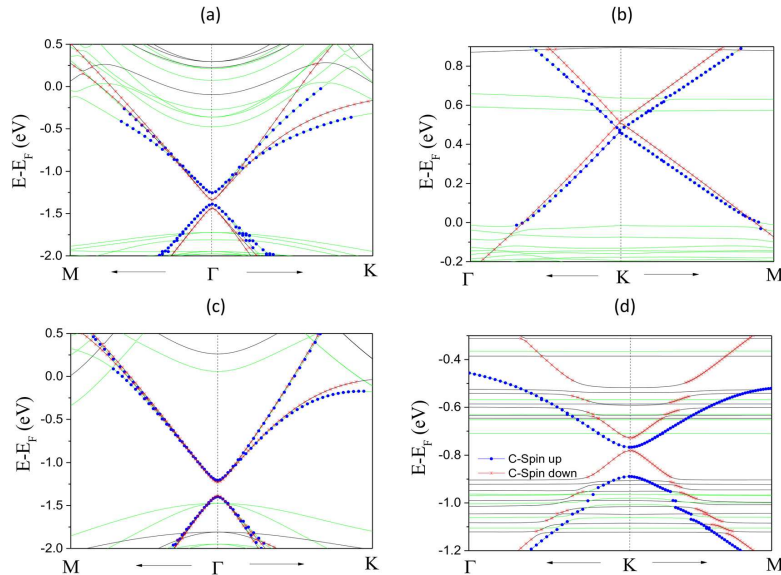 (a)
(b)
0.5
0.0
-0.5
-1.0
-1.5
-2.0
E-E_F (eV)
M Γ K
0.8
0.6
0.4
0.2
0.0
-0.2
E-E_F (eV)
Γ K M
(c)
(d)
0.5
0.0
-0.5
-1.0
-1.5
-2.0
E-E_F (eV)
M Γ K
-0.4
-0.6
-0.8
-1.0
-1.2
E-E_F (eV)
C-Spin up
C-Spin down
Γ K M